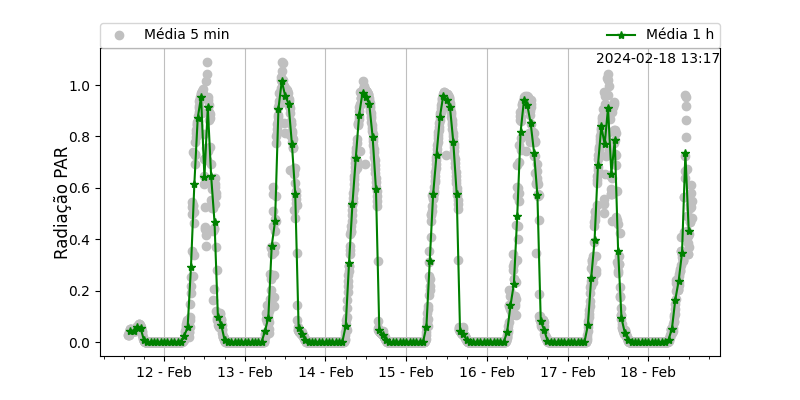 Média 5 min
Média 1 h
2024-02-18 13:17
Radiação PAR
1.0
0.8
0.6
0.4
0.2
0.0
12 - Feb
13 - Feb
14 - Feb
15 - Feb
16 - Feb
17 - Feb
18 - Feb